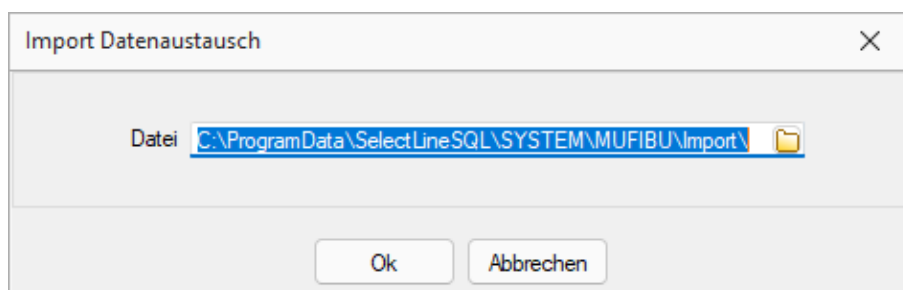 Import Datenaustausch
Datei C:\ProgramData\SelectLineSQL\SYSTEM\MUFIBU\Import\
Ok Abbrechen